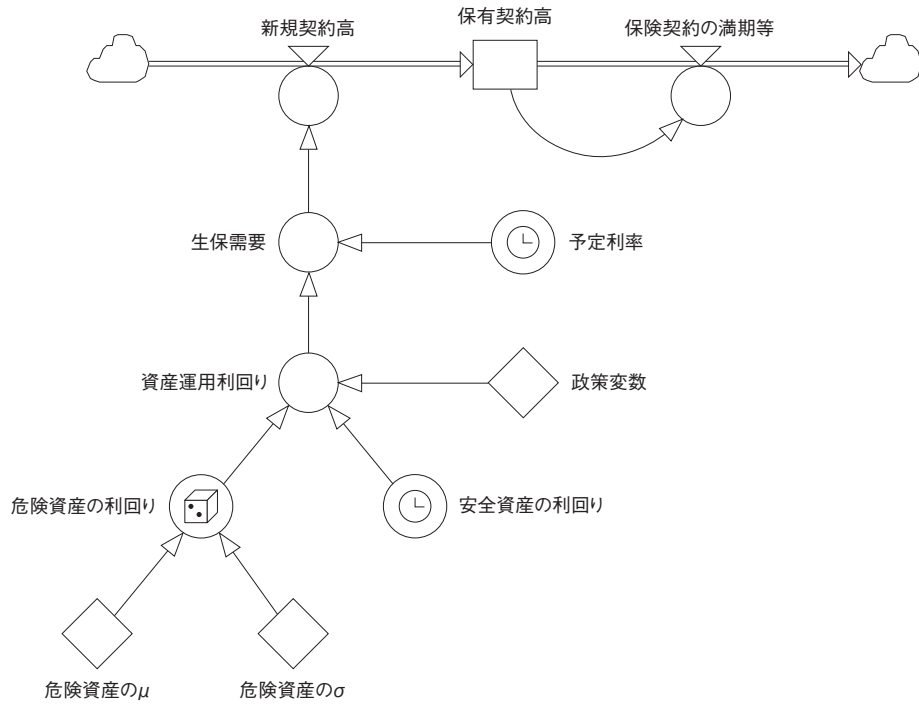 新規契約高
保有契約高
保険契約の満期等
生保需要
予定利率
資産運用利回り
政策変数
危険資産の利回り
安全資産の利回り
危険資産のμ
危険資産のσ